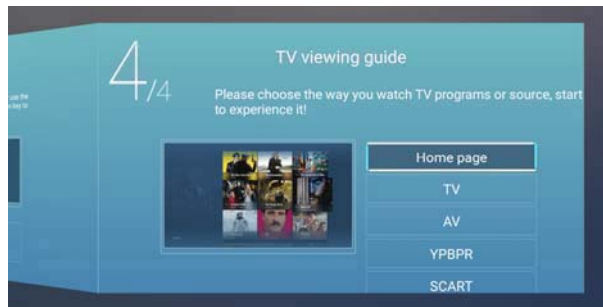 4/4
TV viewing guide
Please choose the way you watch TV programs or source, start
to experience it!
Home page
TV
AV
YPBPR
SCART